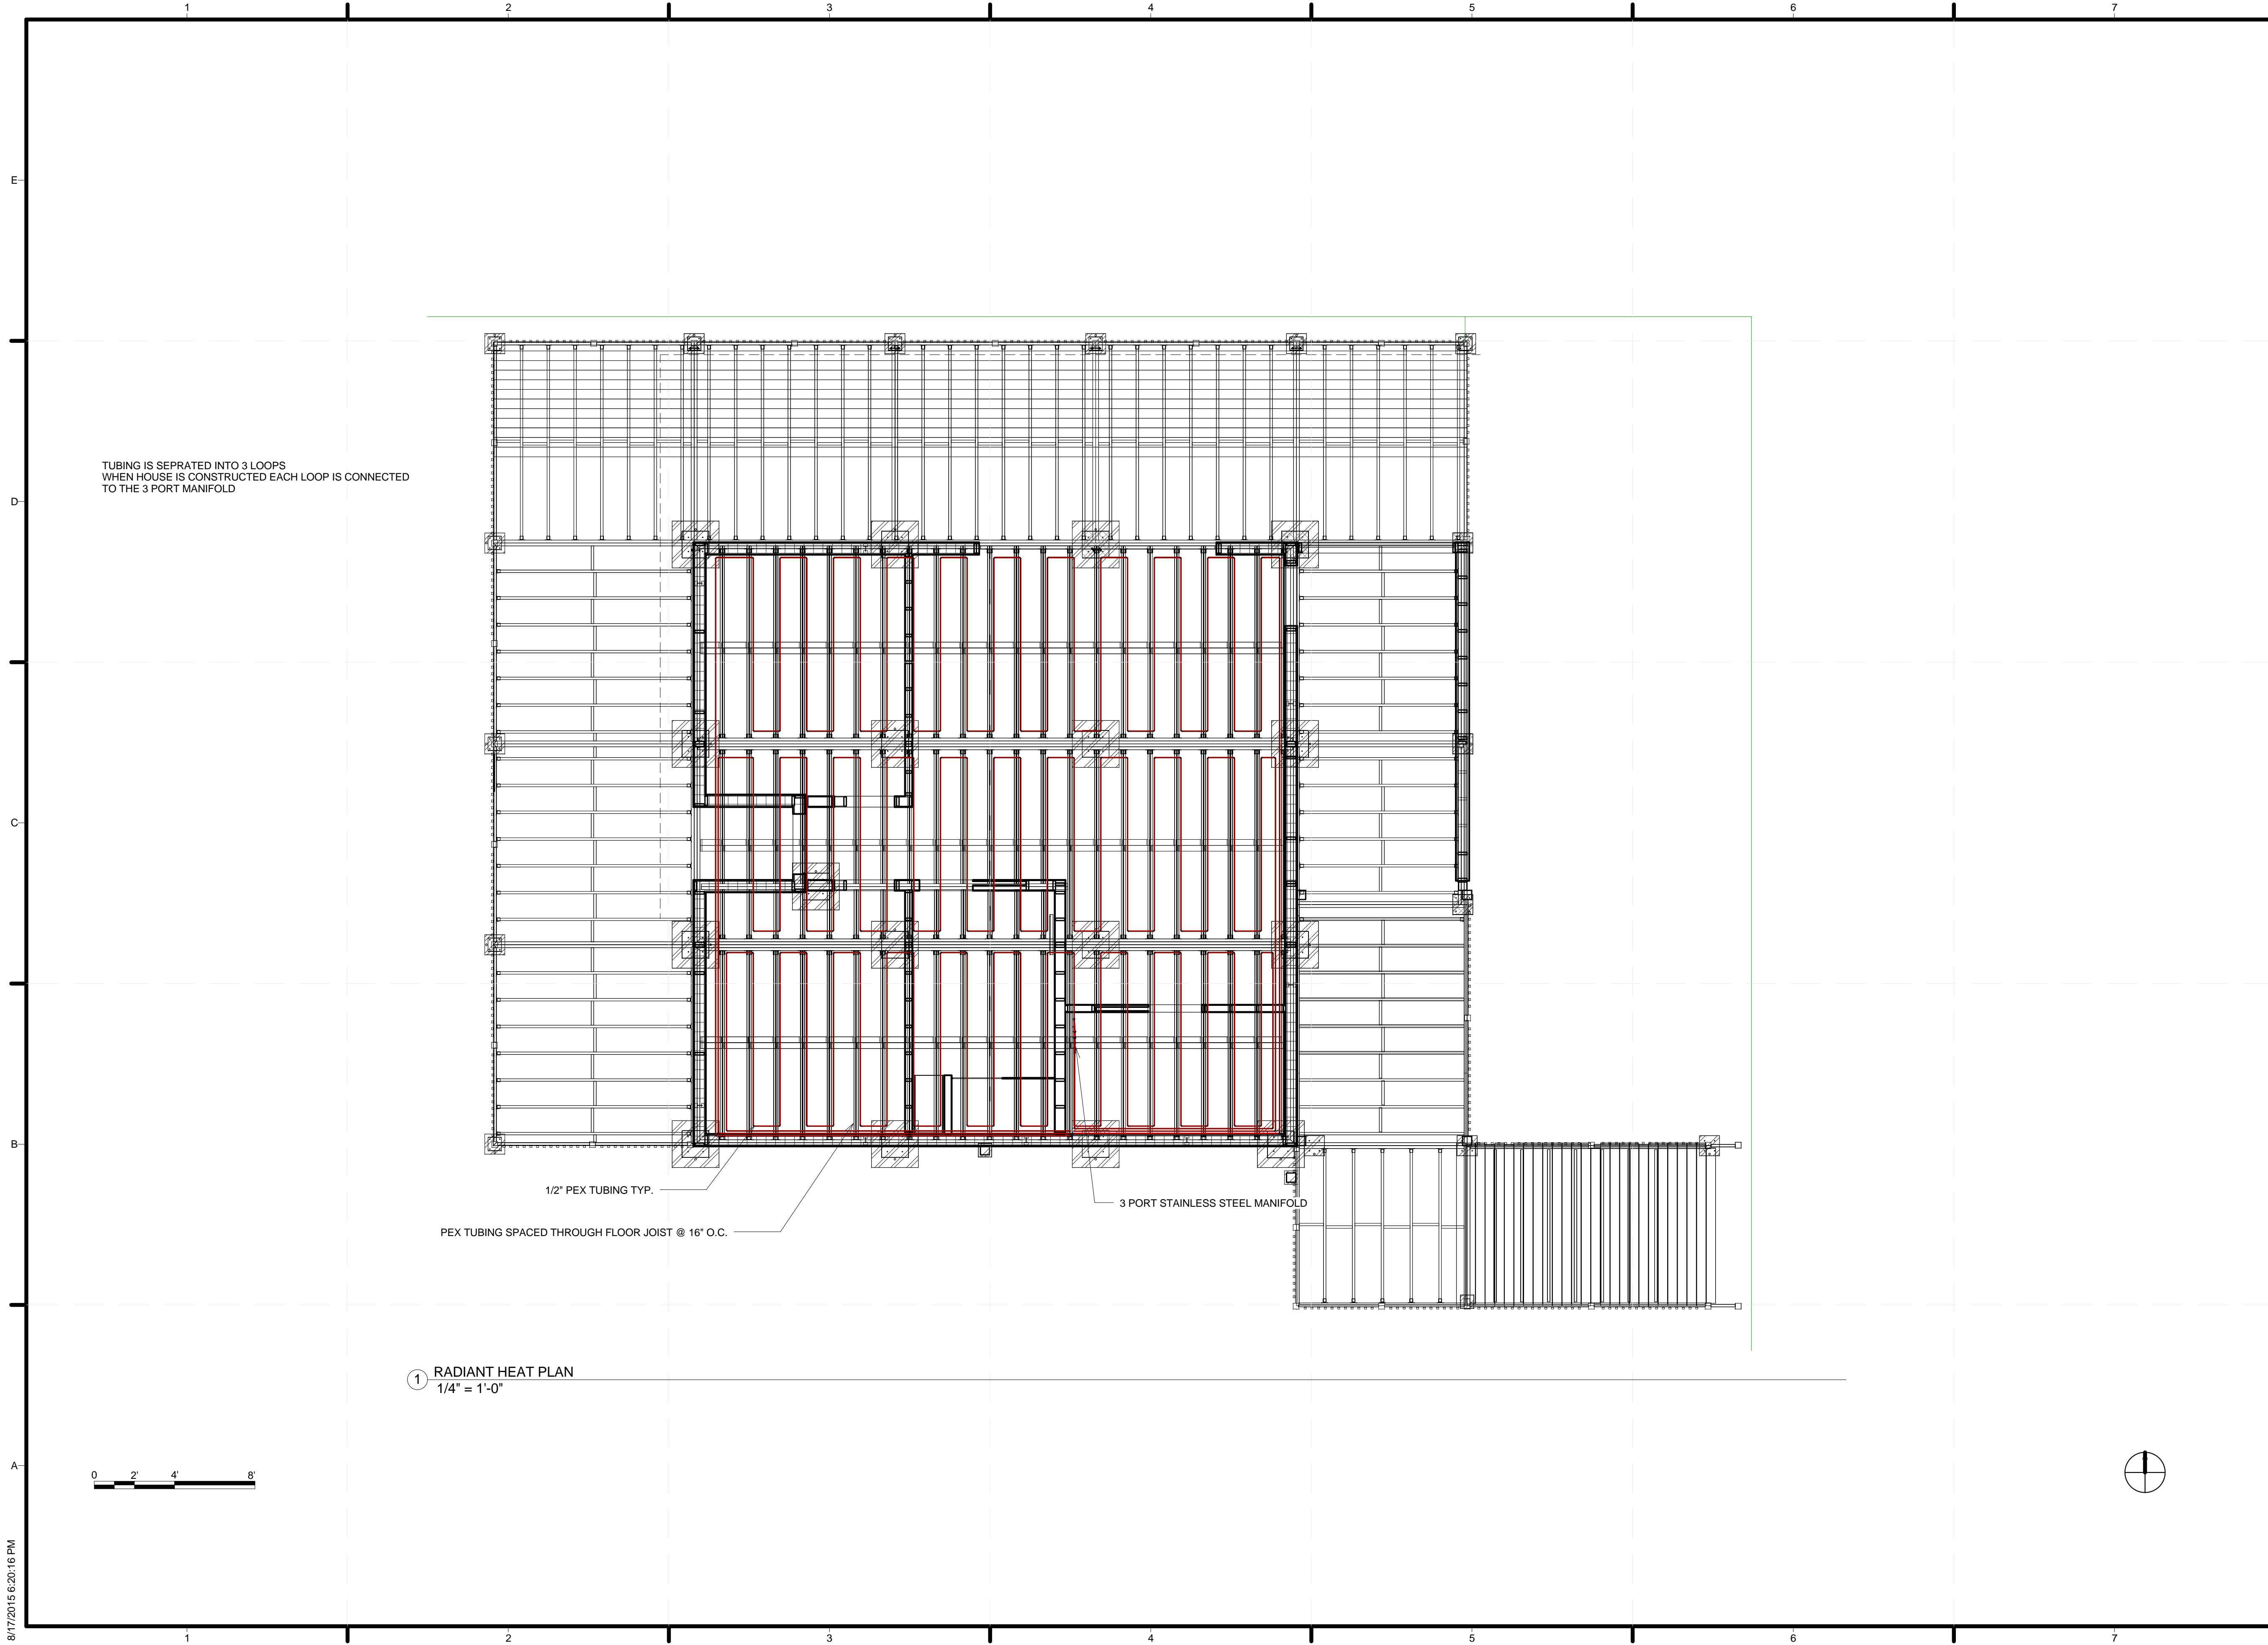 1 2 3 4 5 6 7
E
TUBING IS SEPRATED INTO 3 LOOPS
WHEN HOUSE IS CONSTRUCTED EACH LOOP IS CONNECTED
TO THE 3 PORT MANIFOLD
D
C
B
1/2" PEX TUBING TYP.
3 PORT STAINLESS STEEL MANIFOLD
PEX TUBING SPACED THROUGH FLOOR JOIST @ 16" O.C.
1 RADIANT HEAT PLAN
1/4" = 1'-0"
A
0 2' 4' 8'
8/17/2015 6:20:16 PM
1 2 3 4 5 6 7